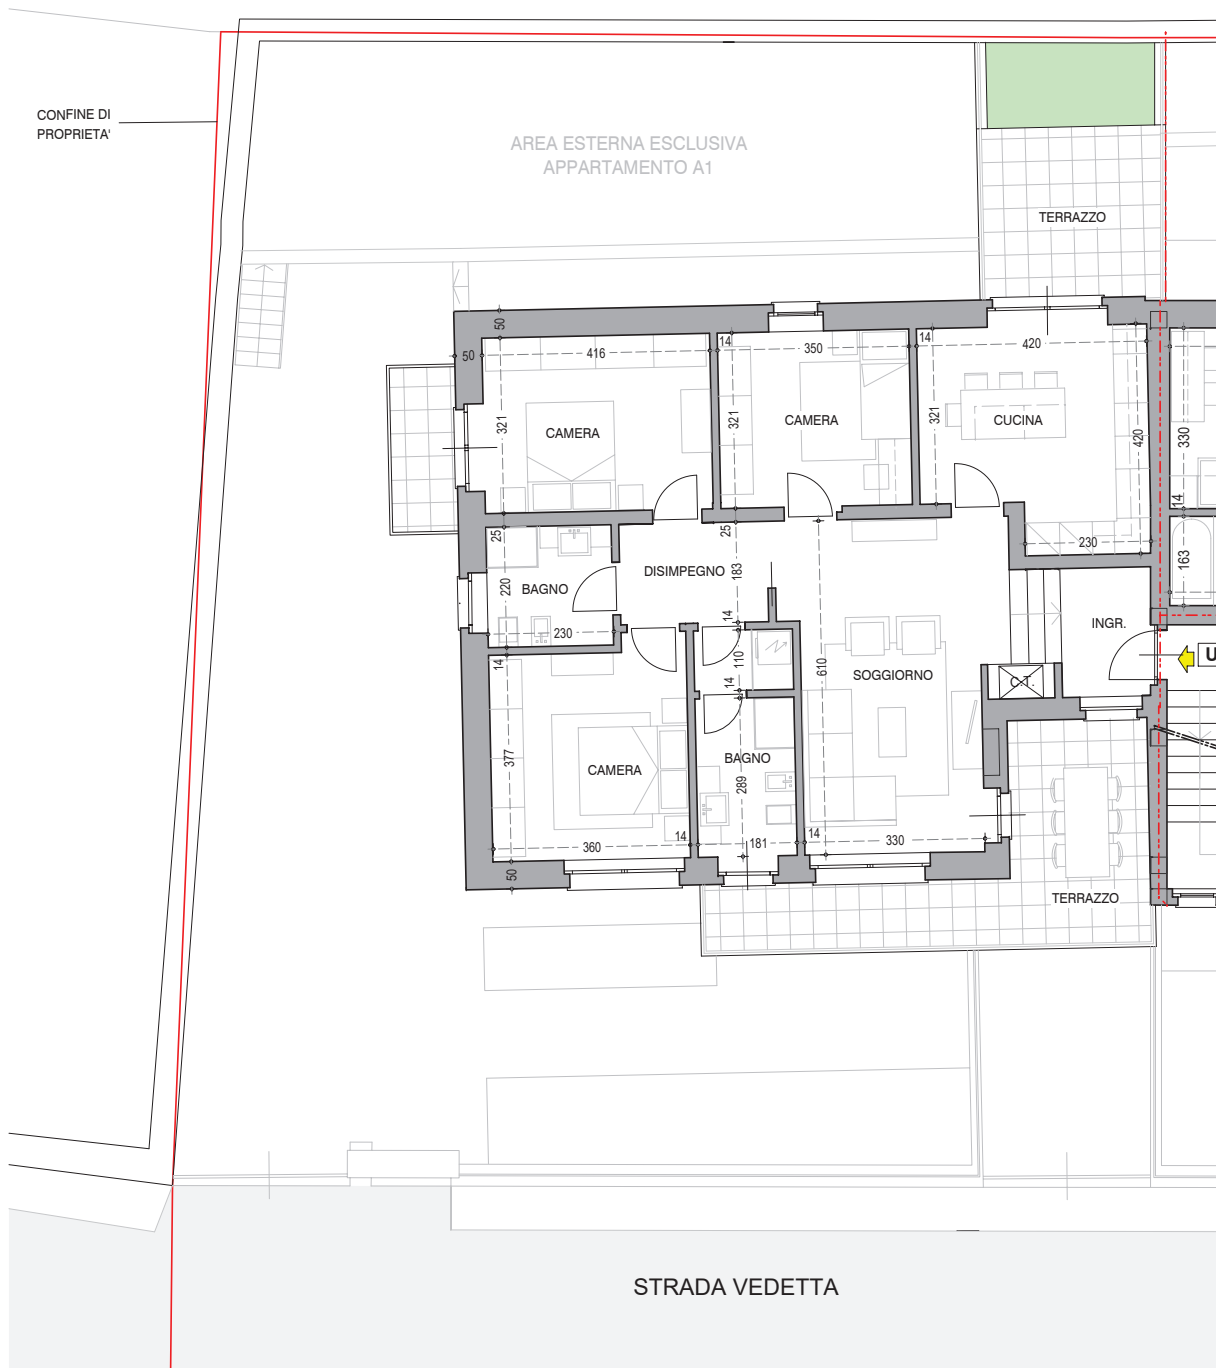 CONFINE DI
PROPRIETA'
AREA ESTERNA ESCLUSIVA
APPARTAMENTO A1
TERRAZZO
50
50
416
14
350
14
420
321
CAMERA
321
CAMERA
321
CUCINA
420
330
14
25
25
230
163
220
BAGNO
DISIMPEGNO
183
230
14
INGR.
U
14
110
14
610
SOGGIORNO
C.T.
377
CAMERA
BAGNO
289
14
360
181
14
330
50
TERRAZZO
STRADA VEDETTA